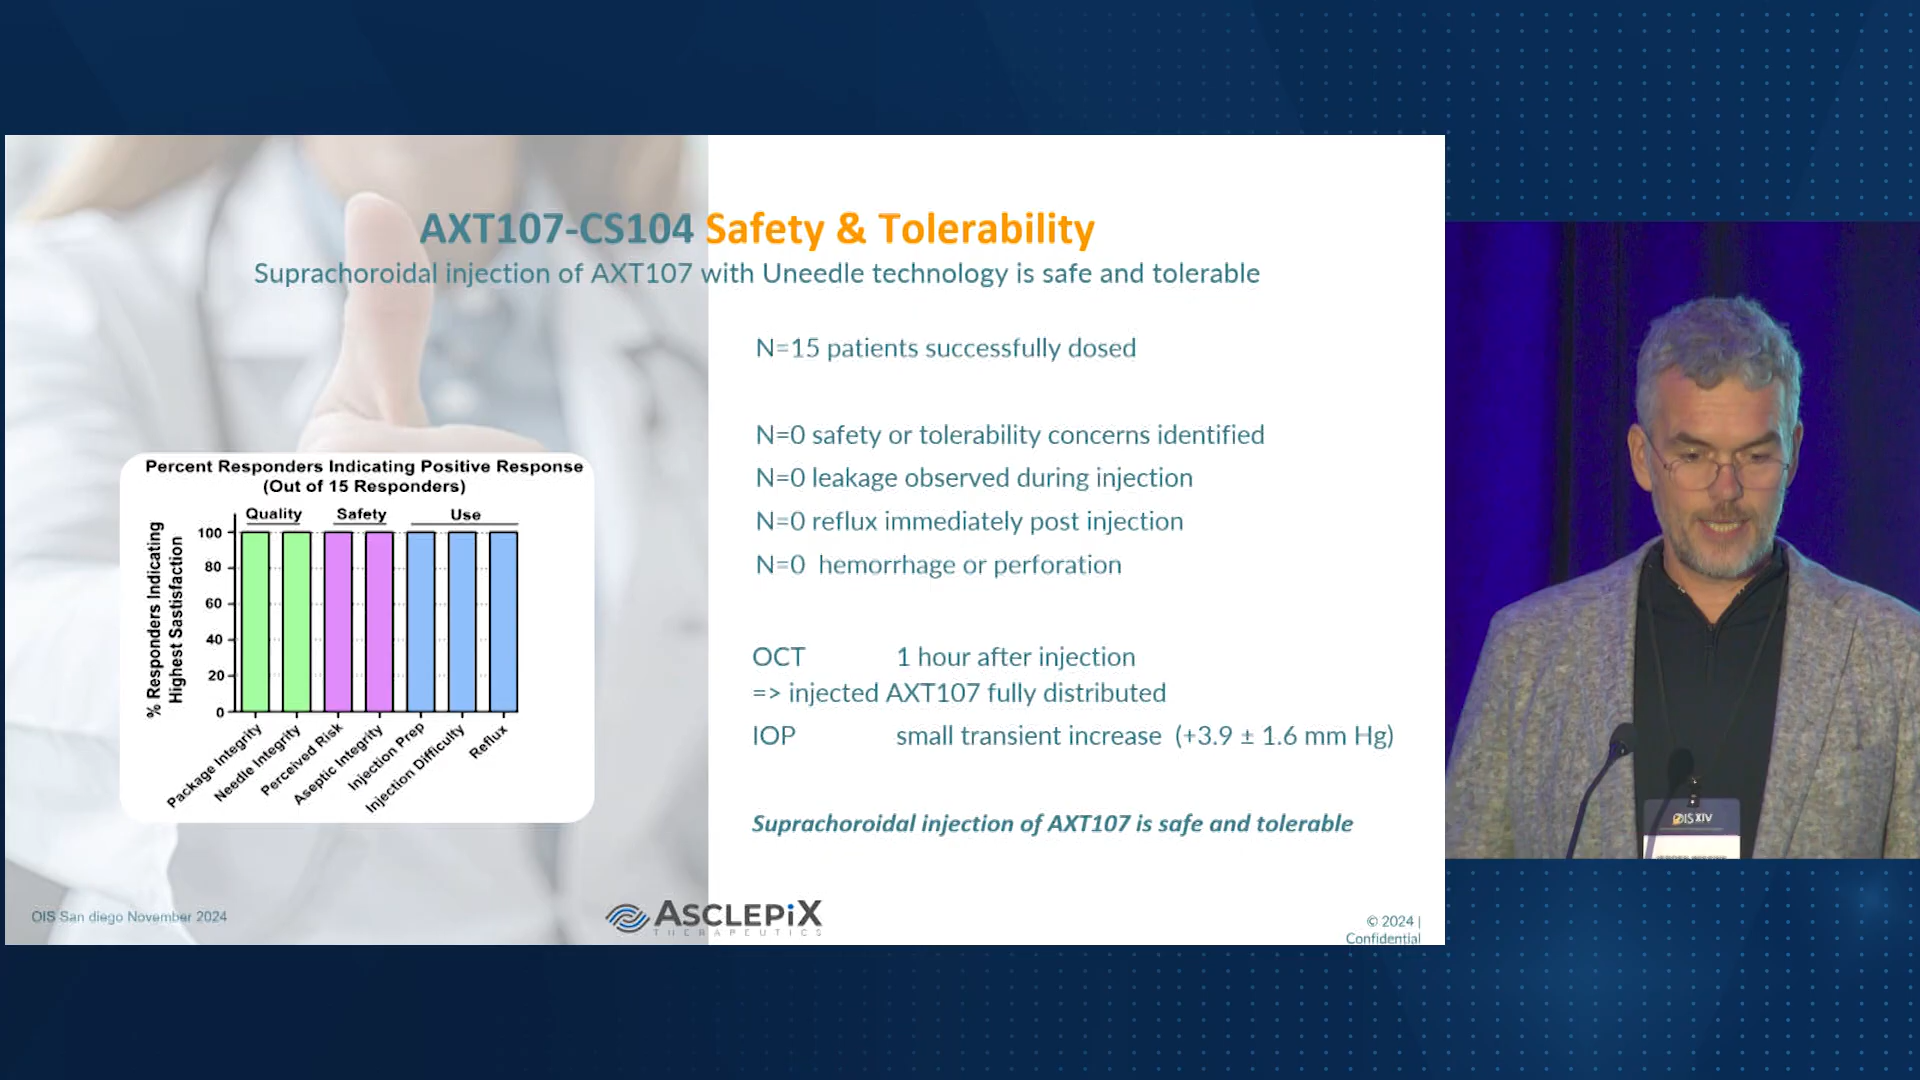 AXT107-CS104 Safety & Tolerability
Suprachoroidal injection of AXT107 with Uneedle technology is safe and tolerable
N=15 patients successfully dosed
N=0 safety or tolerability concerns identified
N=0 leakage observed during injection
N=0 reflux immediately post injection
N=0 hemorrhage or perforation
OCT 1 hour after injection
=> injected AXT107 fully distributed
IOP small transient increase (+3.9 ± 1.6 mm Hg)
Suprachoroidal injection of AXT107 is safe and tolerable
Percent Responders Indicating Positive Response
(Out of 15 Responders)
% Responders Indicating
Highest Sastisfaction
Quality Safety Use
100
80
60
40
20
0
Package Integrity
Needle Integrity
Perceived Risk
Aseptic Integrity
Injection Prep
Injection Difficulty
Reflux
OIS San diego November 2024
ASCLEPiX
THERAPEUTICS
© 2024 |
Confidential
OIS XIV